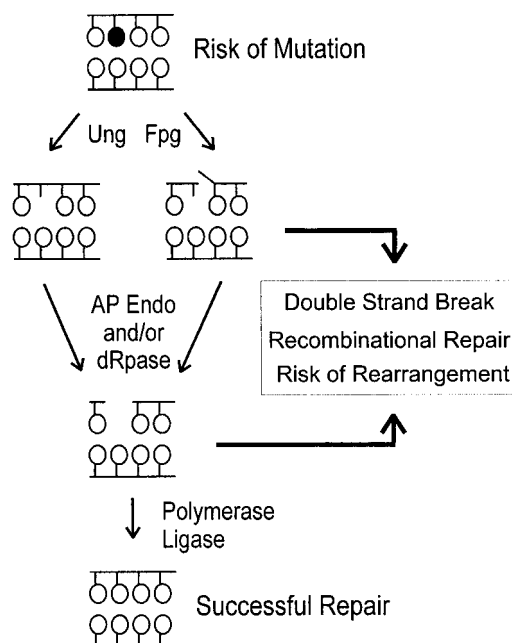 Risk of Mutation
Ung Fpg
AP Endo
and/or
dRpase
Double Strand Break
Recombinational Repair
Risk of Rearrangement
Polymerase
Ligase
Successful Repair